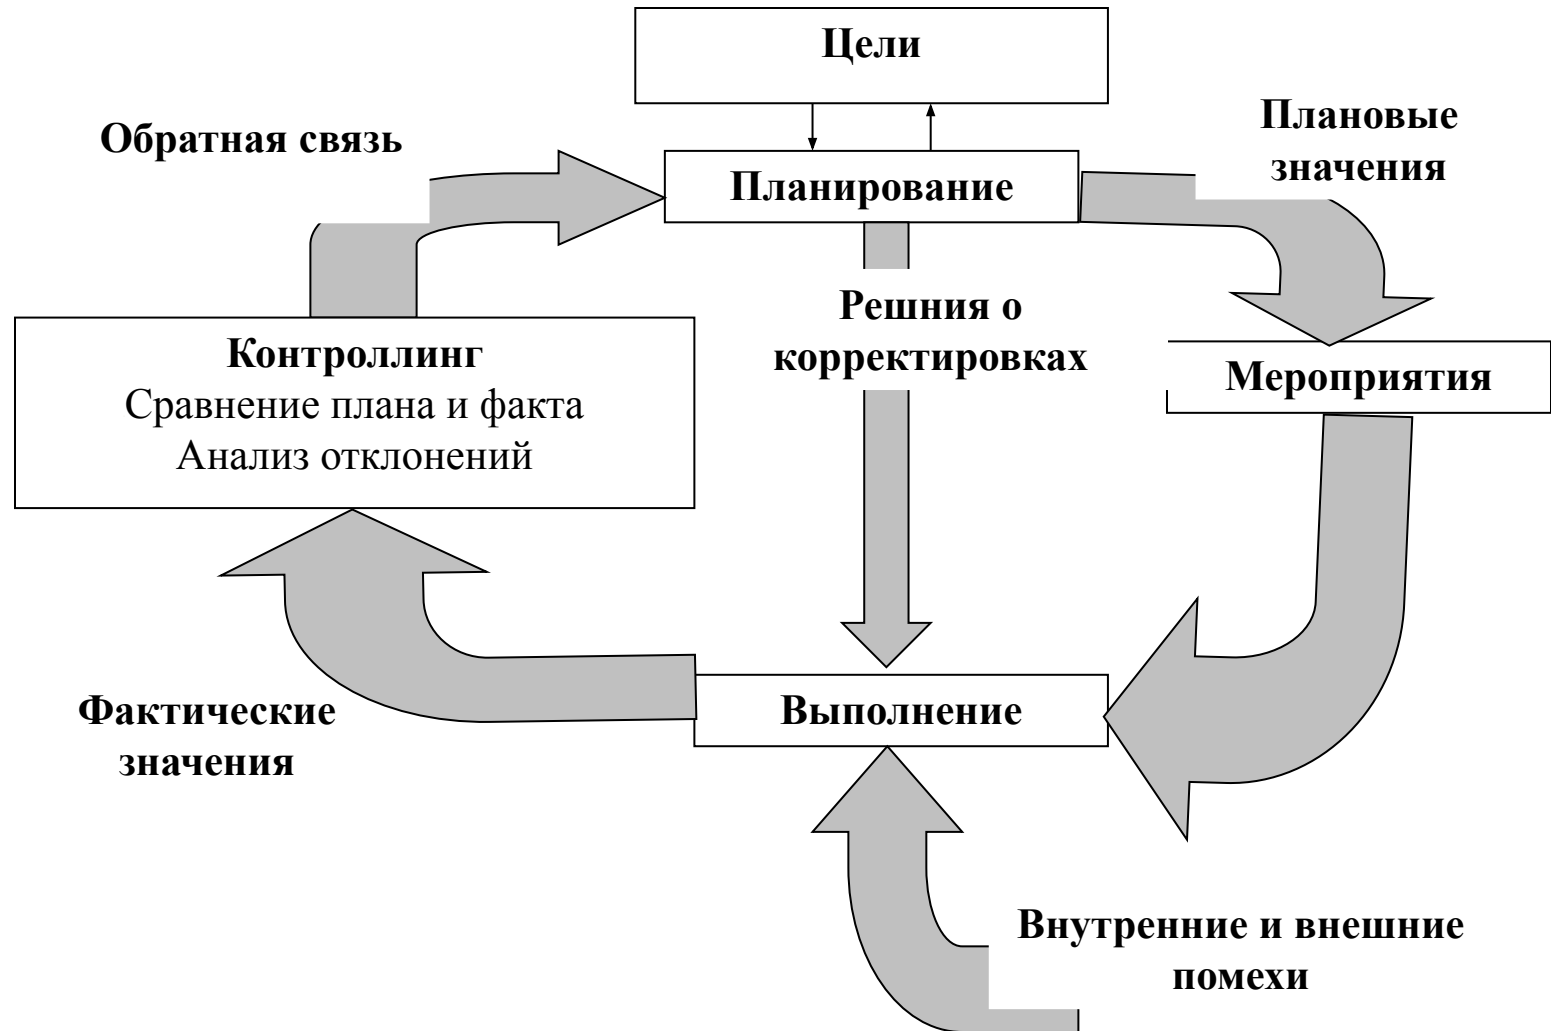 Цели
Обратная связь
Плановые
значения
Планирование
Решния о
корректировках
Контроллинг
Сравнение плана и факта
Анализ отклонений
Мероприятия
Фактические
значения
Выполнение
Внутренние и внешние
помехи